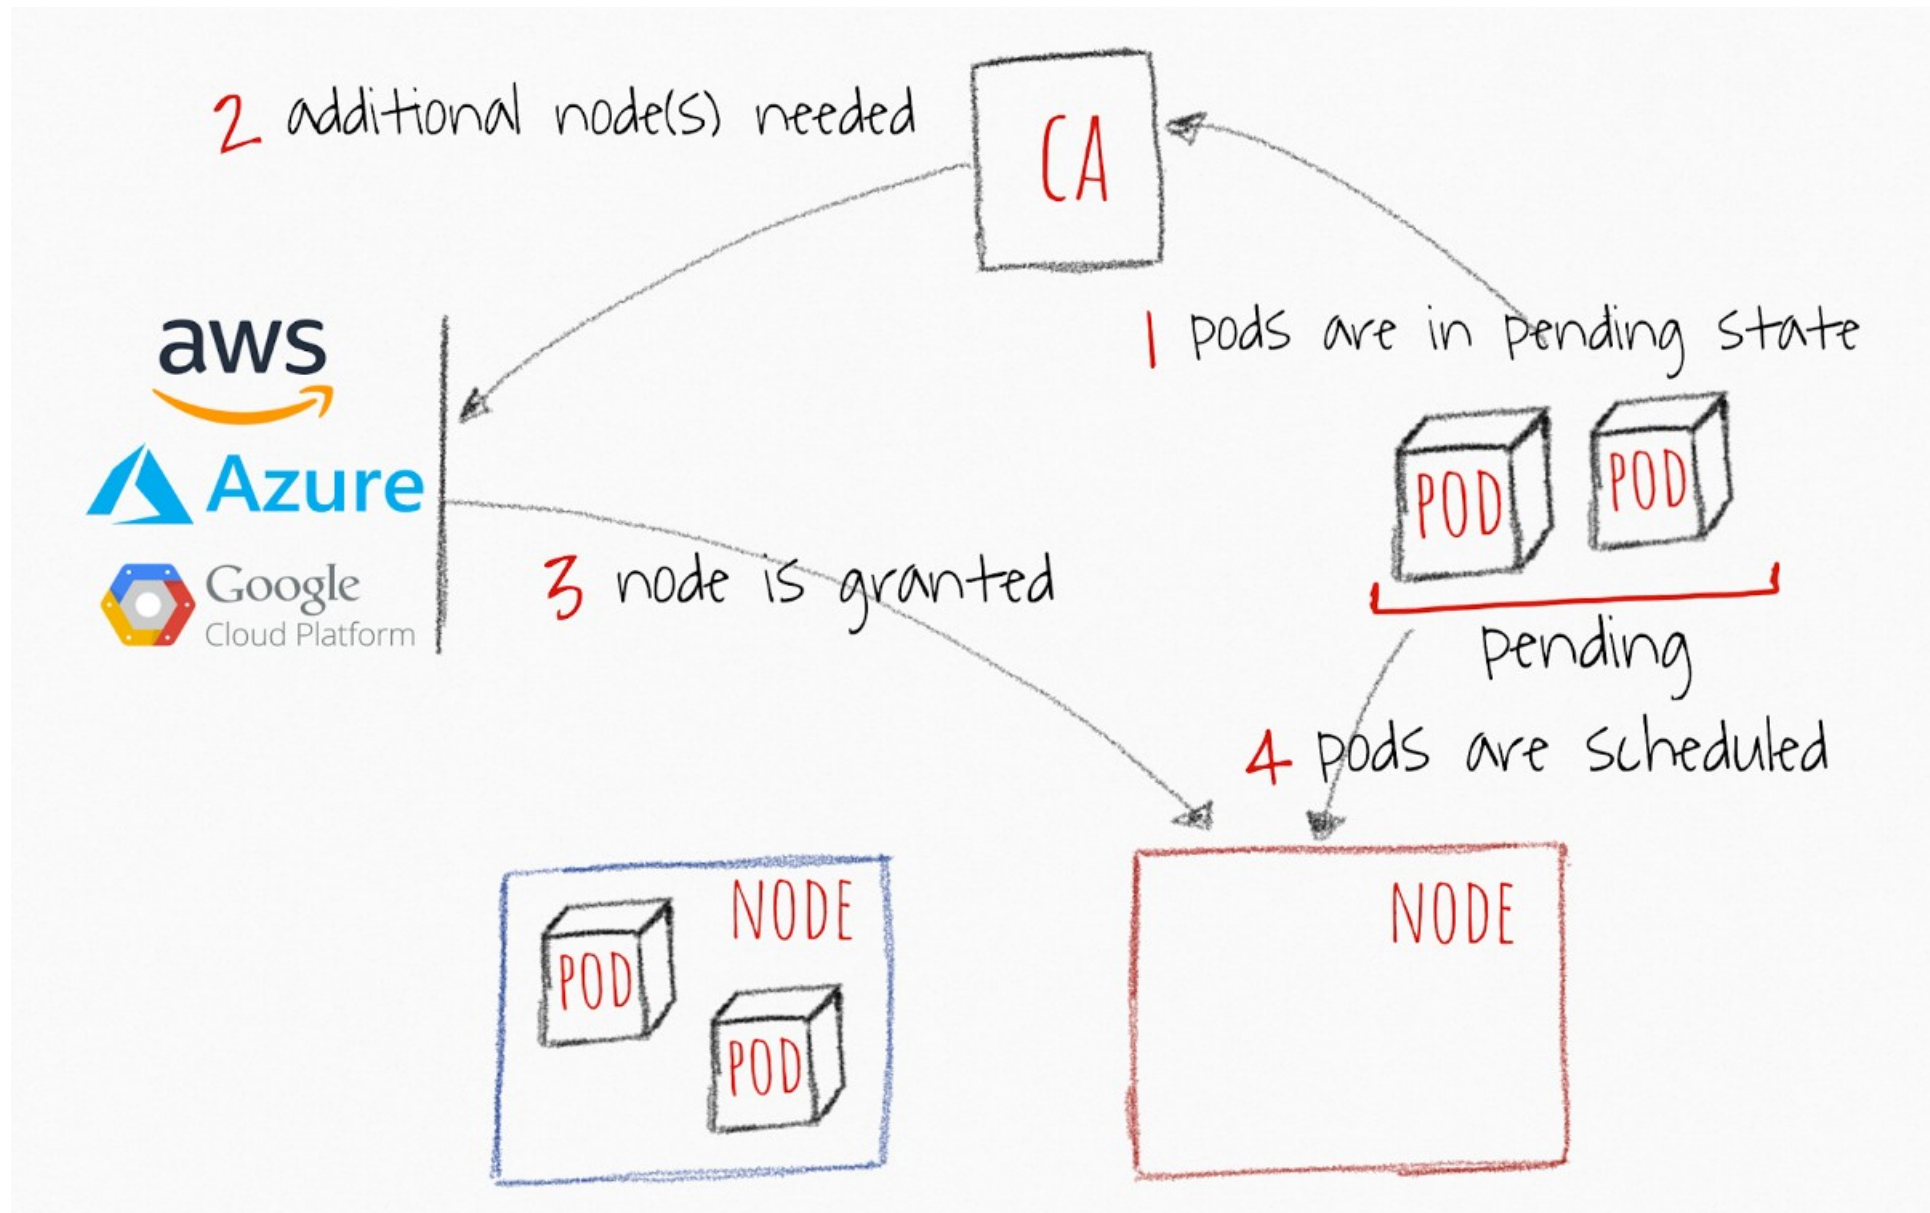 2 additional node(s) needed
CA
1 pods are in pending state
aws
Azure
Google
Cloud Platform
POD
POD
3 node is granted
pending
4 pods are scheduled
NODE
POD
POD
NODE